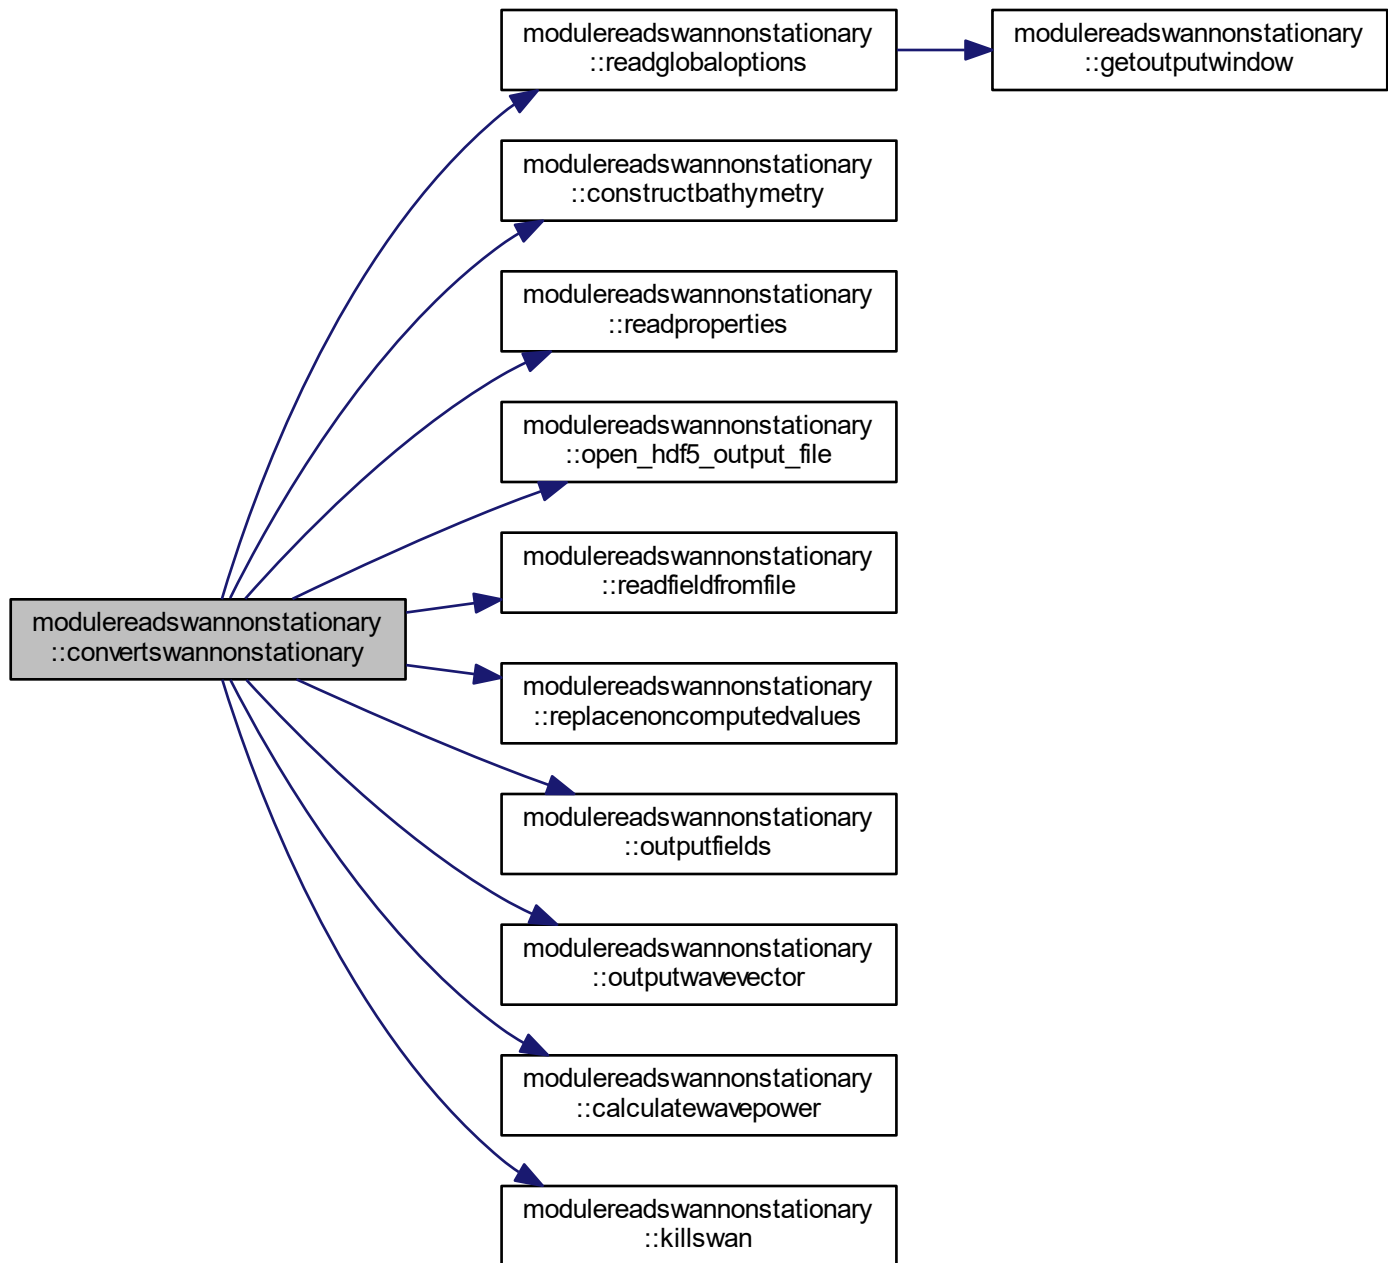 modulereadswannonstationary
::readglobaloptions
modulereadswannonstationary
::getoutputwindow
modulereadswannonstationary
::constructbathymetry
modulereadswannonstationary
::readproperties
modulereadswannonstationary
::open_hdf5_output_file
modulereadswannonstationary
::readfieldfromfile
modulereadswannonstationary
::convertswannonstationary
modulereadswannonstationary
::replacenoncomputedvalues
modulereadswannonstationary
::outputfields
modulereadswannonstationary
::outputwavevector
modulereadswannonstationary
::calculatewavepower
modulereadswannonstationary
::killswan